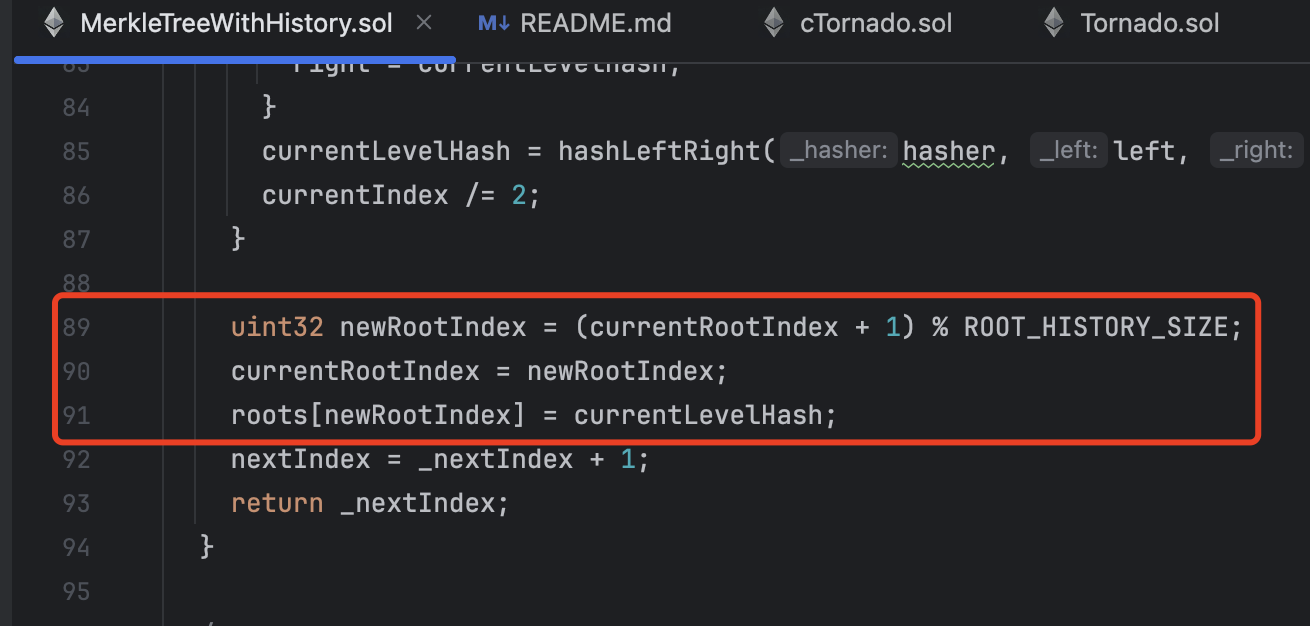 MerkleTreeWithHistory.sol × M↓ README.md cTornado.sol Tornado.sol
83 right = currentLevelHash;
84 }
85 currentLevelHash = hashLeftRight( _hasher: hasher, _left: left, _right:
86 currentIndex /= 2;
87 }
88
89 uint32 newRootIndex = (currentRootIndex + 1) % ROOT_HISTORY_SIZE;
90 currentRootIndex = newRootIndex;
91 roots[newRootIndex] = currentLevelHash;
92 nextIndex = _nextIndex + 1;
93 return _nextIndex;
94 }
95